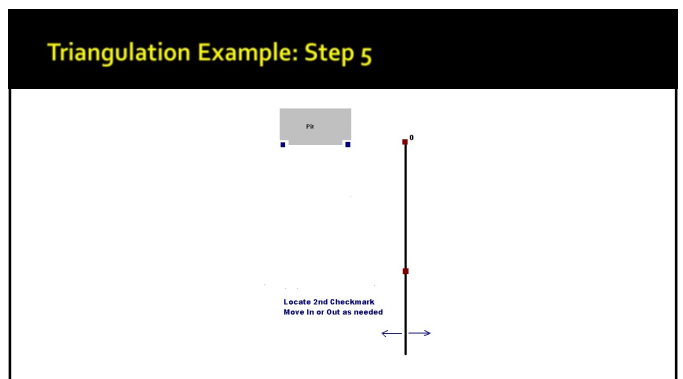 Triangulation Example: Step 5
Pit
0
Locate 2nd Checkmark
Move In or Out as needed